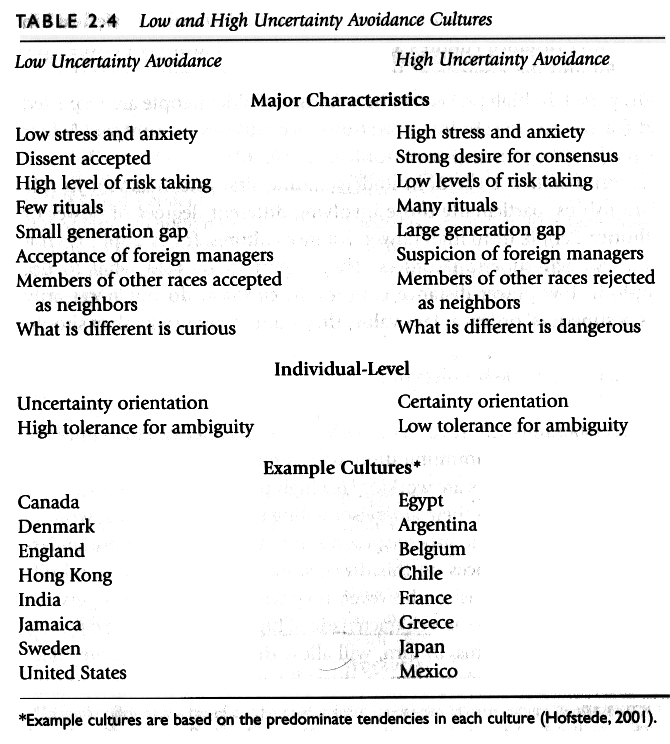 TABLE 2.4 Low and High Uncertainty Avoidance Cultures
Low Uncertainty Avoidance High Uncertainty Avoidance
Major Characteristics
Low stress and anxiety High stress and anxiety
Dissent accepted Strong desire for consensus
High level of risk taking Low levels of risk taking
Few rituals Many rituals
Small generation gap Large generation gap
Acceptance of foreign managers Suspicion of foreign managers
Members of other races accepted Members of other races rejected
as neighbors as neighbors
What is different is curious What is different is dangerous
Individual-Level
Uncertainty orientation Certainty orientation
High tolerance for ambiguity Low tolerance for ambiguity
Example Cultures*
Canada Egypt
Denmark Argentina
England Belgium
Hong Kong Chile
India France
Jamaica Greece
Sweden Japan
United States Mexico
*Example cultures are based on the predominate tendencies in each culture (Hofstede, 2001).